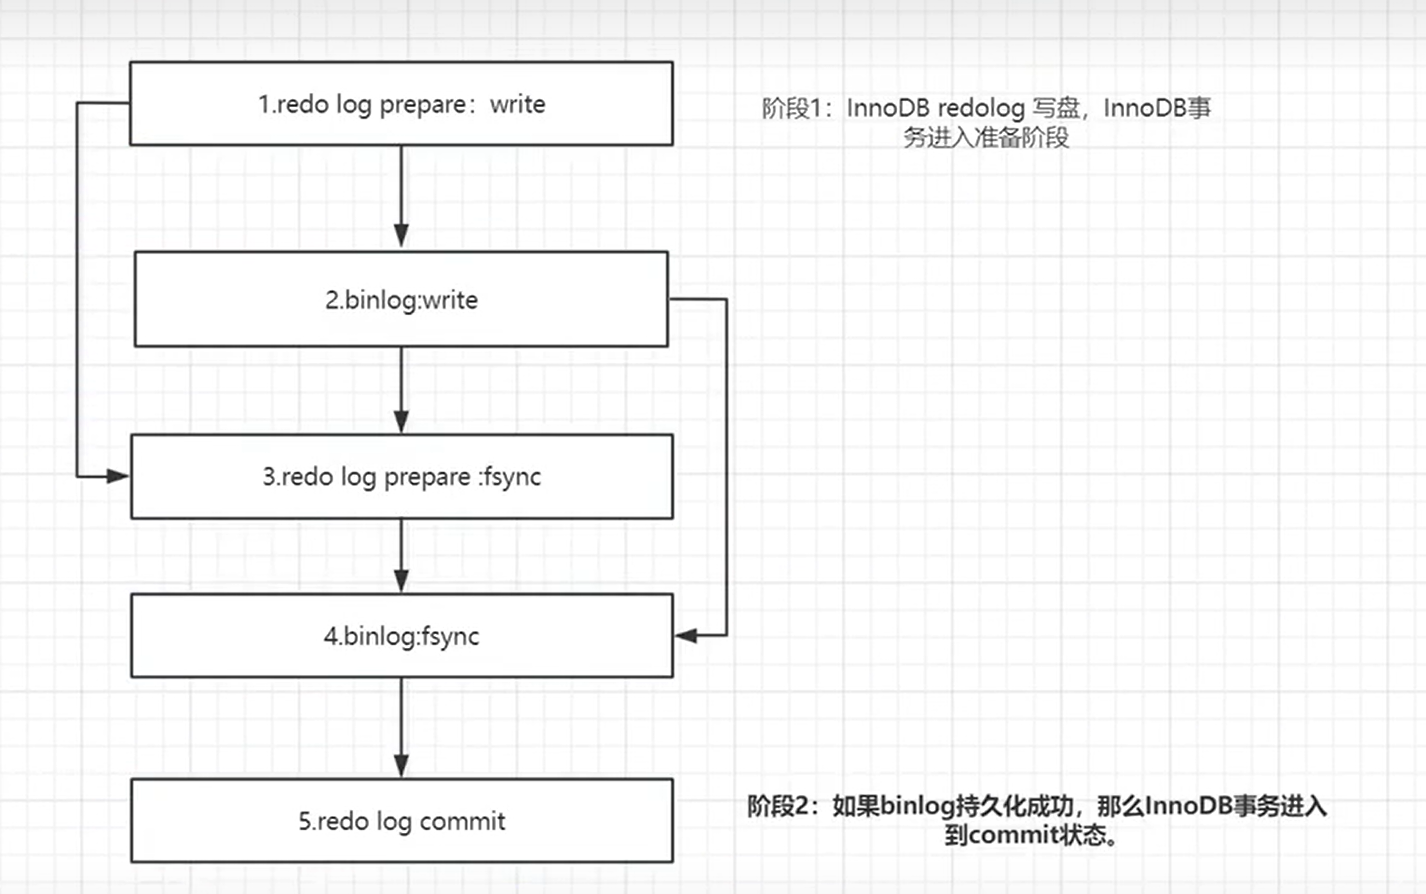 1.redo log prepare：write
阶段1：InnoDB redolog 写盘，InnoDB事
务进入准备阶段
2.binlog:write
3.redo log prepare :fsync
4.binlog:fsync
5.redo log commit
阶段2：如果binlog持久化成功，那么InnoDB事务进入
到commit状态。